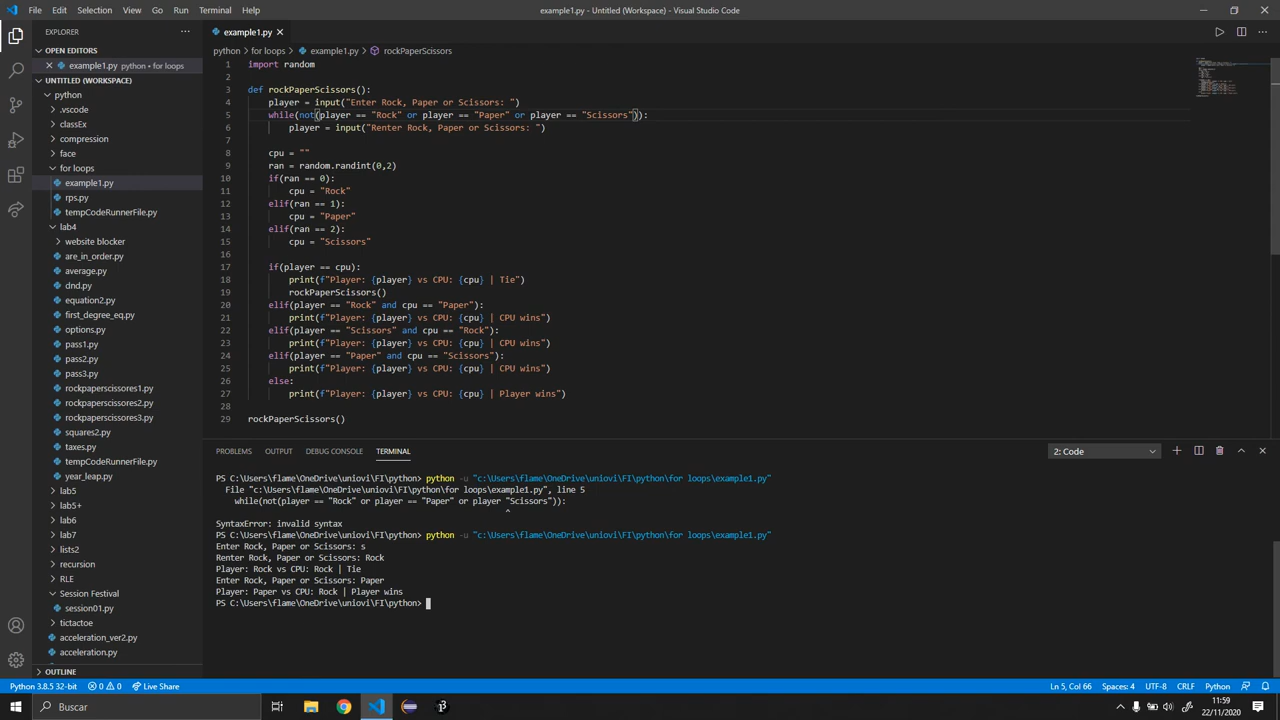 File Edit Selection View Go Run Terminal Help
example1.py - Untitled (Workspace) - Visual Studio Code
EXPLORER
OPEN EDITORS
example1.py python • for loops
UNTITLED (WORKSPACE)
python
.vscode
classEx
compression
face
for loops
example1.py
rps.py
tempCodeRunnerFile.py
lab4
website blocker
are_in_order.py
average.py
dnd.py
equation2.py
first_degree_eq.py
options.py
pass1.py
pass2.py
pass3.py
rockpaperscissores1.py
rockpaperscissores2.py
rockpaperscissores3.py
squares2.py
taxes.py
tempCodeRunnerFile.py
year_leap.py
lab5
lab5+
lab6
lab7
lists2
recursion
RLE
Session Festival
session01.py
tictactoe
acceleration_ver2.py
acceleration.py
OUTLINE
example1.py
python > for loops > example1.py > rockPaperScissors
1 import random
2
3 def rockPaperScissors():
4 player = input("Enter Rock, Paper or Scissors: ")
5 while(not(player == "Rock" or player == "Paper" or player == "Scissors")):
6 player = input("Renter Rock, Paper or Scissors: ")
7
8 cpu = ""
9 ran = random.randint(0,2)
10 if(ran == 0):
11 cpu = "Rock"
12 elif(ran == 1):
13 cpu = "Paper"
14 elif(ran == 2):
15 cpu = "Scissors"
16
17 if(player == cpu):
18 print(f"Player: {player} vs CPU: {cpu} | Tie")
19 rockPaperScissors()
20 elif(player == "Rock" and cpu == "Paper"):
21 print(f"Player: {player} vs CPU: {cpu} | CPU wins")
22 elif(player == "Scissors" and cpu == "Rock"):
23 print(f"Player: {player} vs CPU: {cpu} | CPU wins")
24 elif(player == "Paper" and cpu == "Scissors"):
25 print(f"Player: {player} vs CPU: {cpu} | CPU wins")
26 else:
27 print(f"Player: {player} vs CPU: {cpu} | Player wins")
28
29 rockPaperScissors()
PROBLEMS OUTPUT DEBUG CONSOLE TERMINAL
2: Code
PS C:\Users\flame\OneDrive\uniovi\FI\python> python -u "c:\Users\flame\OneDrive\uniovi\FI\python\for loops\example1.py"
File "c:\Users\flame\OneDrive\uniovi\FI\python\for loops\example1.py", line 5
while(not(player == "Rock" or player == "Paper" or player "Scissors")):
^
SyntaxError: invalid syntax
PS C:\Users\flame\OneDrive\uniovi\FI\python> python -u "c:\Users\flame\OneDrive\uniovi\FI\python\for loops\example1.py"
Enter Rock, Paper or Scissors: s
Renter Rock, Paper or Scissors: Rock
Player: Rock vs CPU: Rock | Tie
Enter Rock, Paper or Scissors: Paper
Player: Paper vs CPU: Rock | Player wins
PS C:\Users\flame\OneDrive\uniovi\FI\python>
Python 3.8.5 32-bit 0 0 Live Share
Ln 5, Col 66 Spaces: 4 UTF-8 CRLF Python
Buscar
11:59
22/11/2020